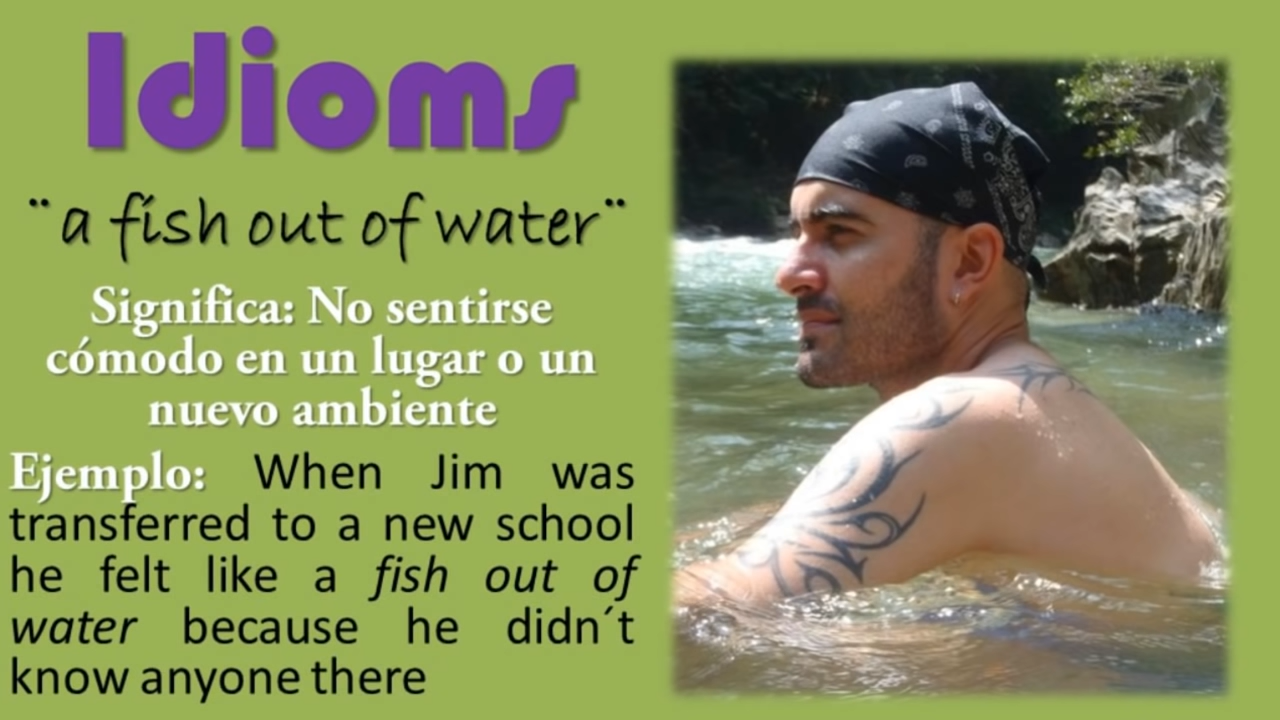 Idioms
¨a fish out of water¨
Significa: No sentirse
cómodo en un lugar o un
nuevo ambiente
Ejemplo: When Jim was
transferred to a new school
he felt like a fish out of
water because he didn´t
know anyone there